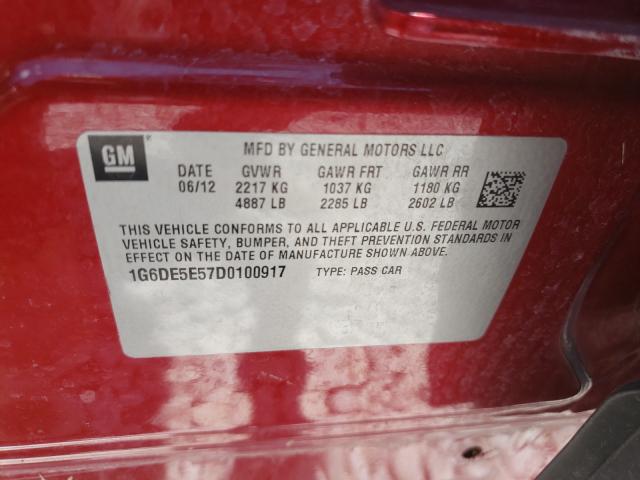 GM
MFD BY GENERAL MOTORS LLC
DATE GVWR GAWR FRT GAWR RR
06/12 2217 KG 1037 KG 1180 KG
4887 LB 2285 LB 2602 LB
THIS VEHICLE CONFORMS TO ALL APPLICABLE U.S. FEDERAL MOTOR
VEHICLE SAFETY, BUMPER, AND THEFT PREVENTION STANDARDS IN
EFFECT ON THE DATE OF MANUFACTURE SHOWN ABOVE.
1G6DE5E57D0100917 TYPE: PASS CAR